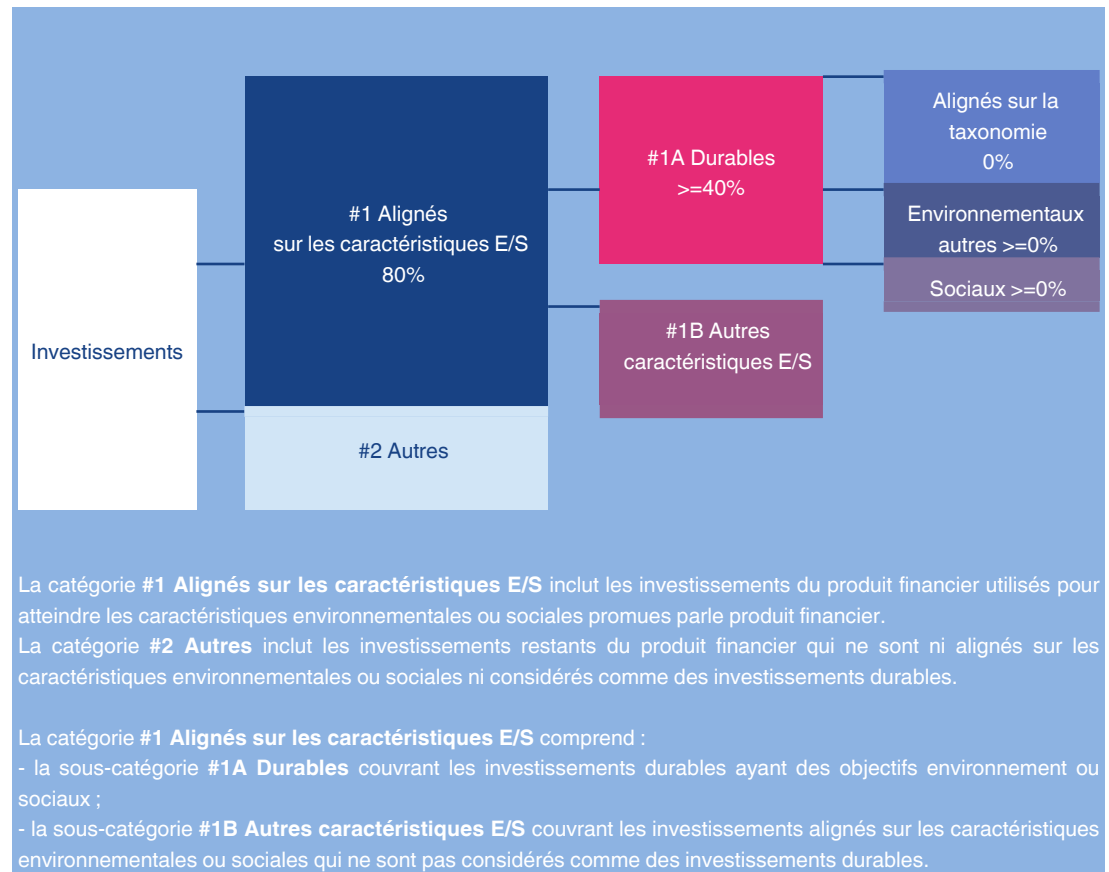 Investissements
#1 Alignés
sur les caractéristiques E/S
80%
#2 Autres
#1A Durables
>=40%
#1B Autres
caractéristiques E/S
Alignés sur la
taxonomie
0%
Environnementaux
autres >=0%
Sociaux >=0%
La catégorie #1 Alignés sur les caractéristiques E/S inclut les investissements du produit financier utilisés pour
atteindre les caractéristiques environnementales ou sociales promues parle produit financier.
La catégorie #2 Autres inclut les investissements restants du produit financier qui ne sont ni alignés sur les
caractéristiques environnementales ou sociales ni considérés comme des investissements durables.
La catégorie #1 Alignés sur les caractéristiques E/S comprend :
- la sous-catégorie #1A Durables couvrant les investissements durables ayant des objectifs environnement ou
sociaux ;
- la sous-catégorie #1B Autres caractéristiques E/S couvrant les investissements alignés sur les caractéristiques
environnementales ou sociales qui ne sont pas considérés comme des investissements durables.